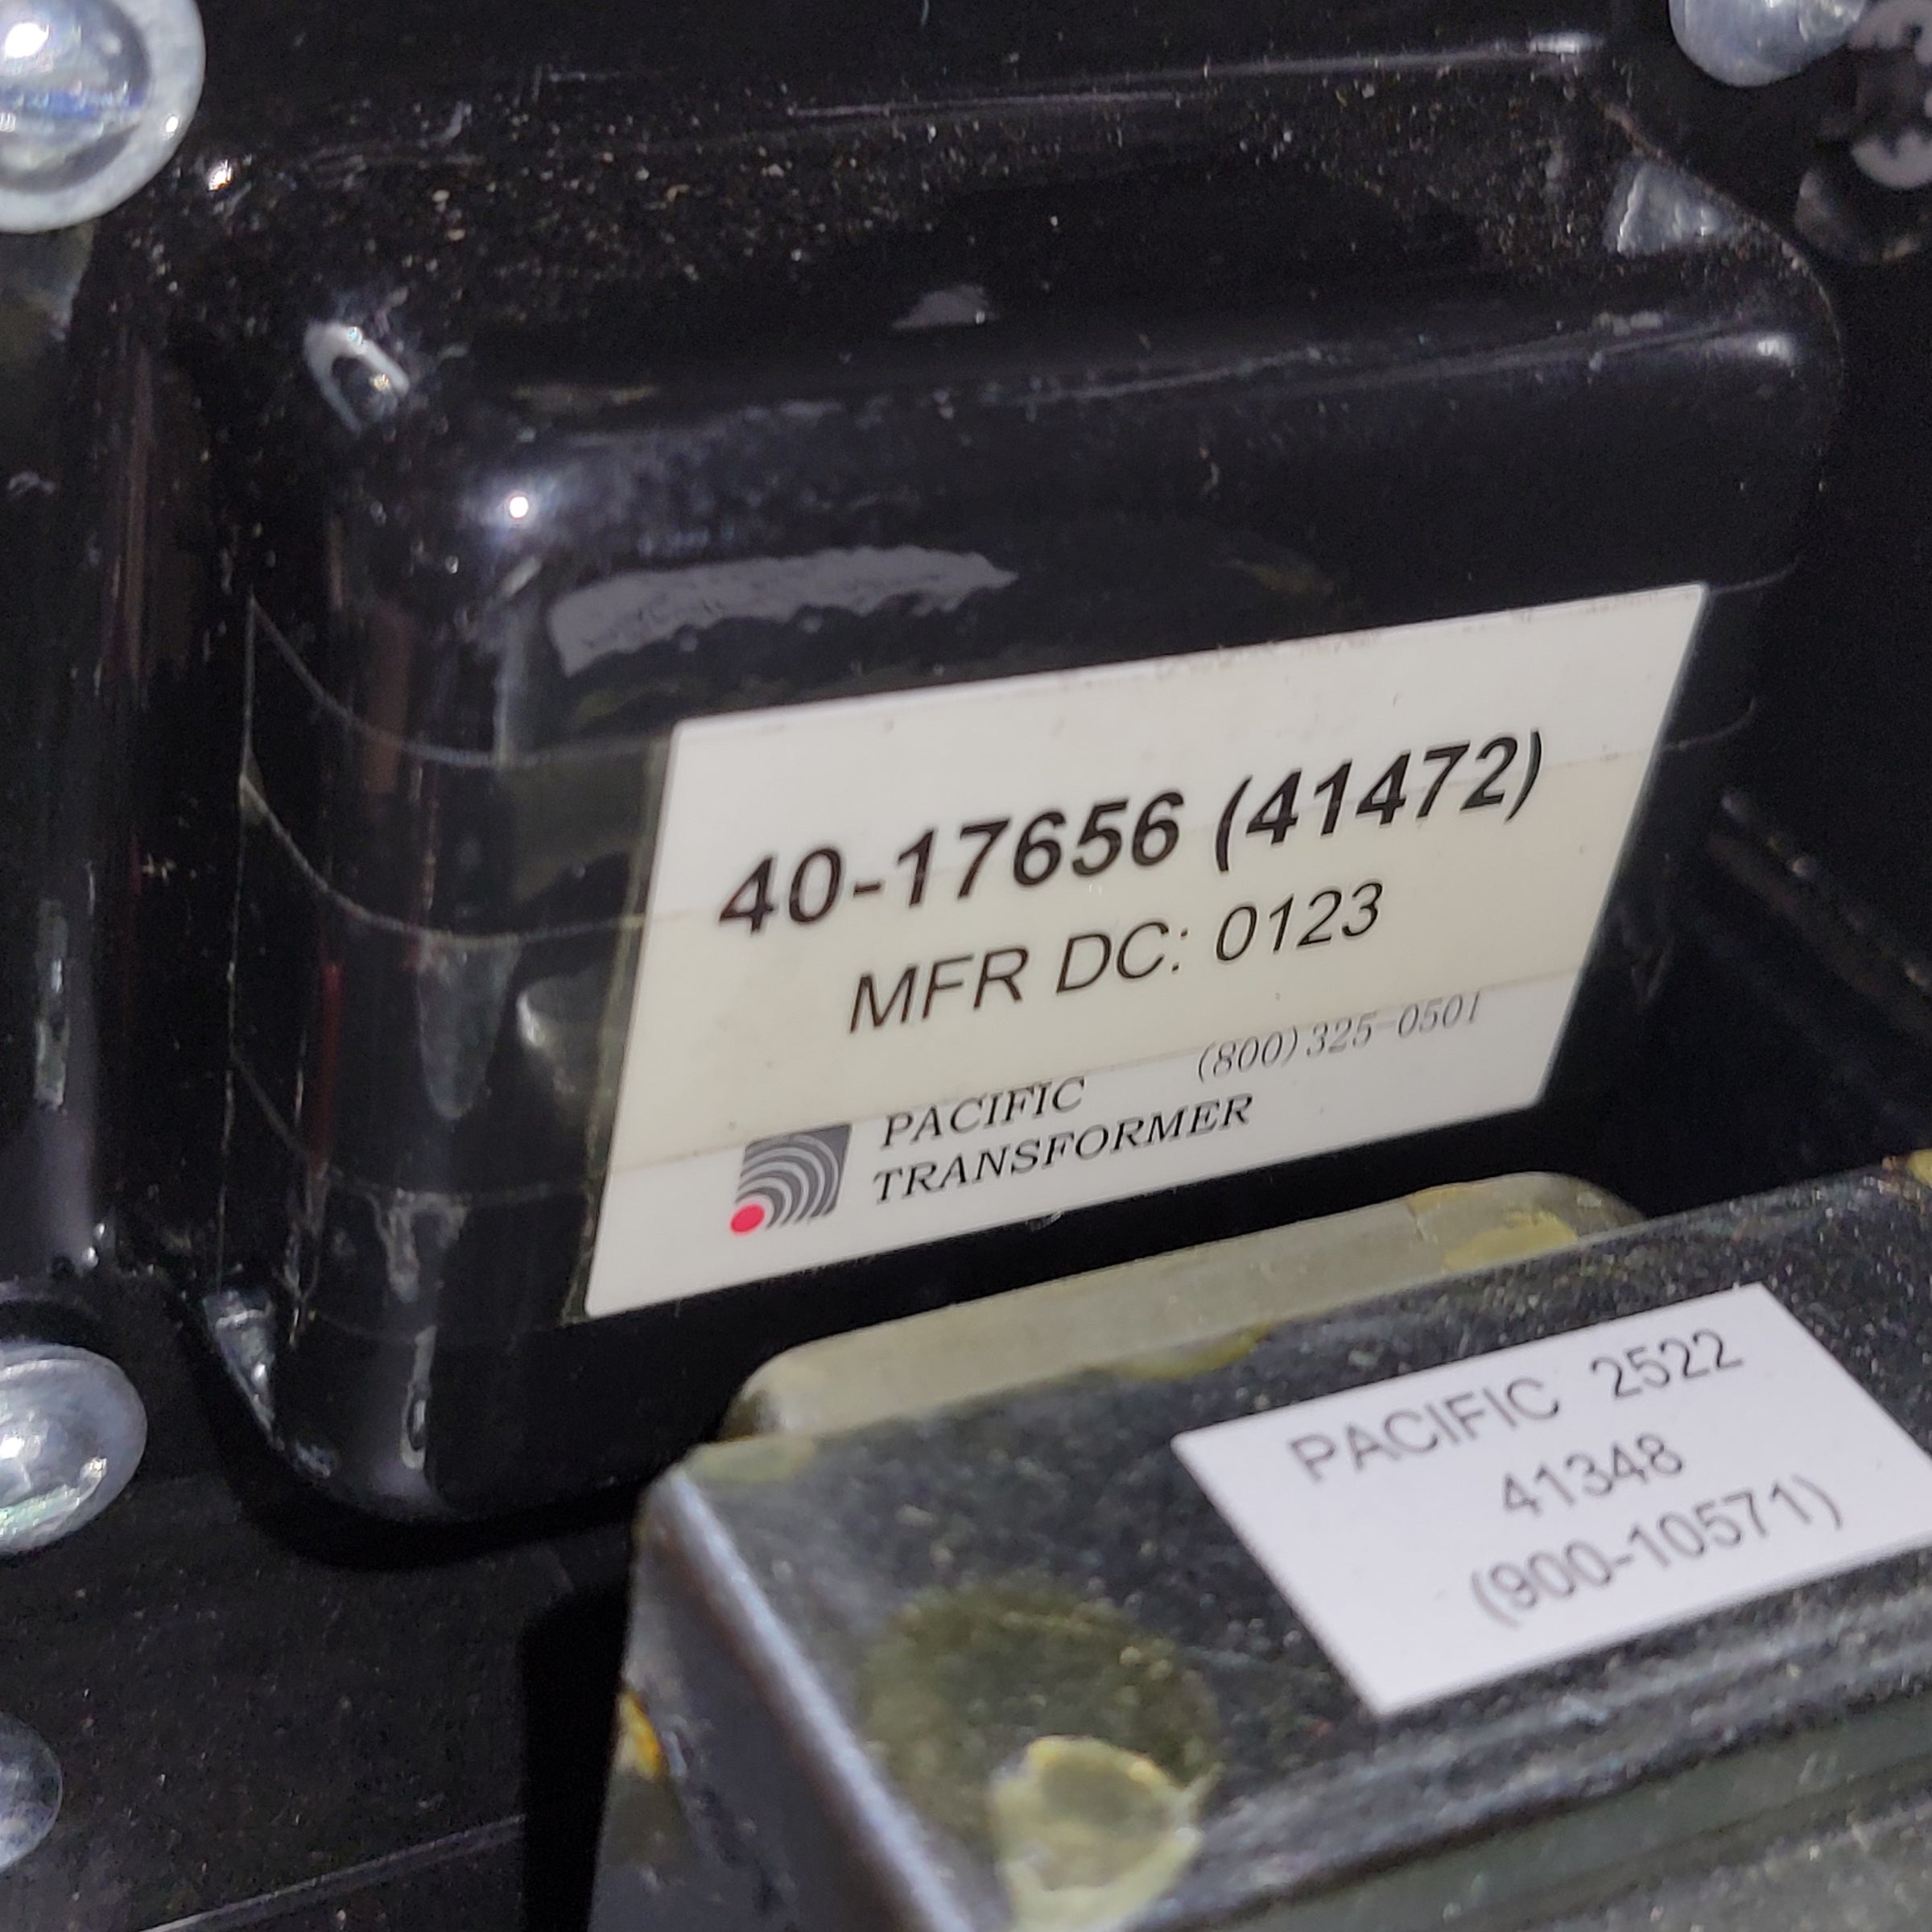 40-17656 (41472)
MFR DC: 0123
(800)325-0501
PACIFIC
TRANSFORMER
PACIFIC 2522
41348
(900-10571)